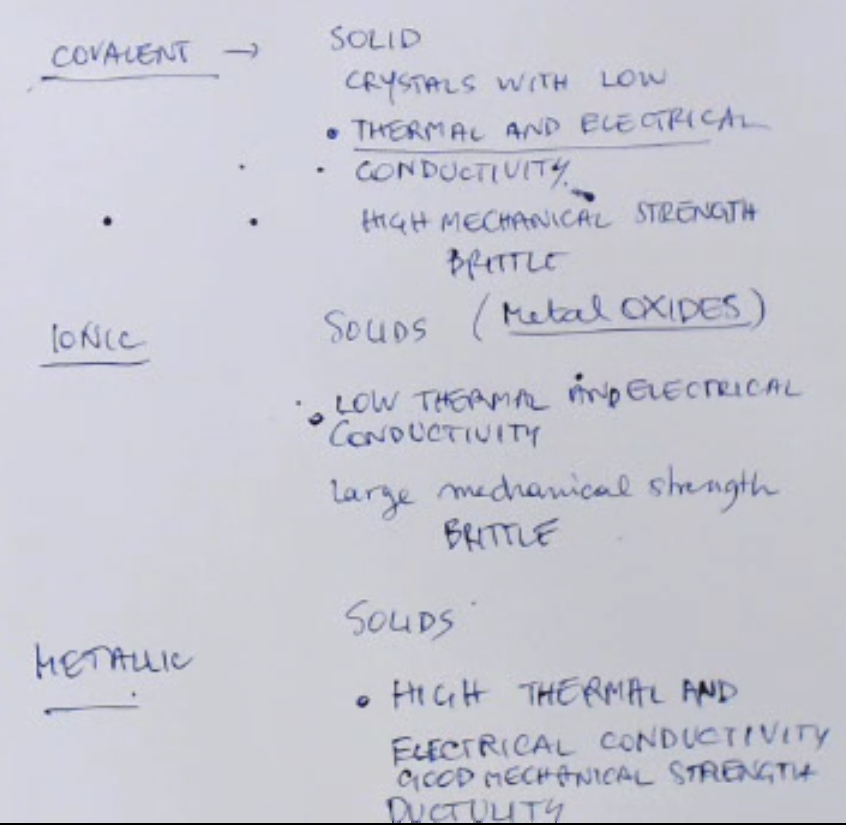 COVALENT → SOLID
CRYSTALS WITH LOW
• THERMAL AND ELECTRICAL
• CONDUCTIVITY.
HIGH MECHANICAL STRENGTH
BRITTLE
IONIC SOLIDS (Metal OXIDES)
• LOW THERMAL AND ELECTRICAL
CONDUCTIVITY
Large mechanical strength
BRITTLE
METALLIC SOLIDS
• HIGH THERMAL AND
ELECTRICAL CONDUCTIVITY
GOOD MECHANICAL STRENGTH
DUCTULITY